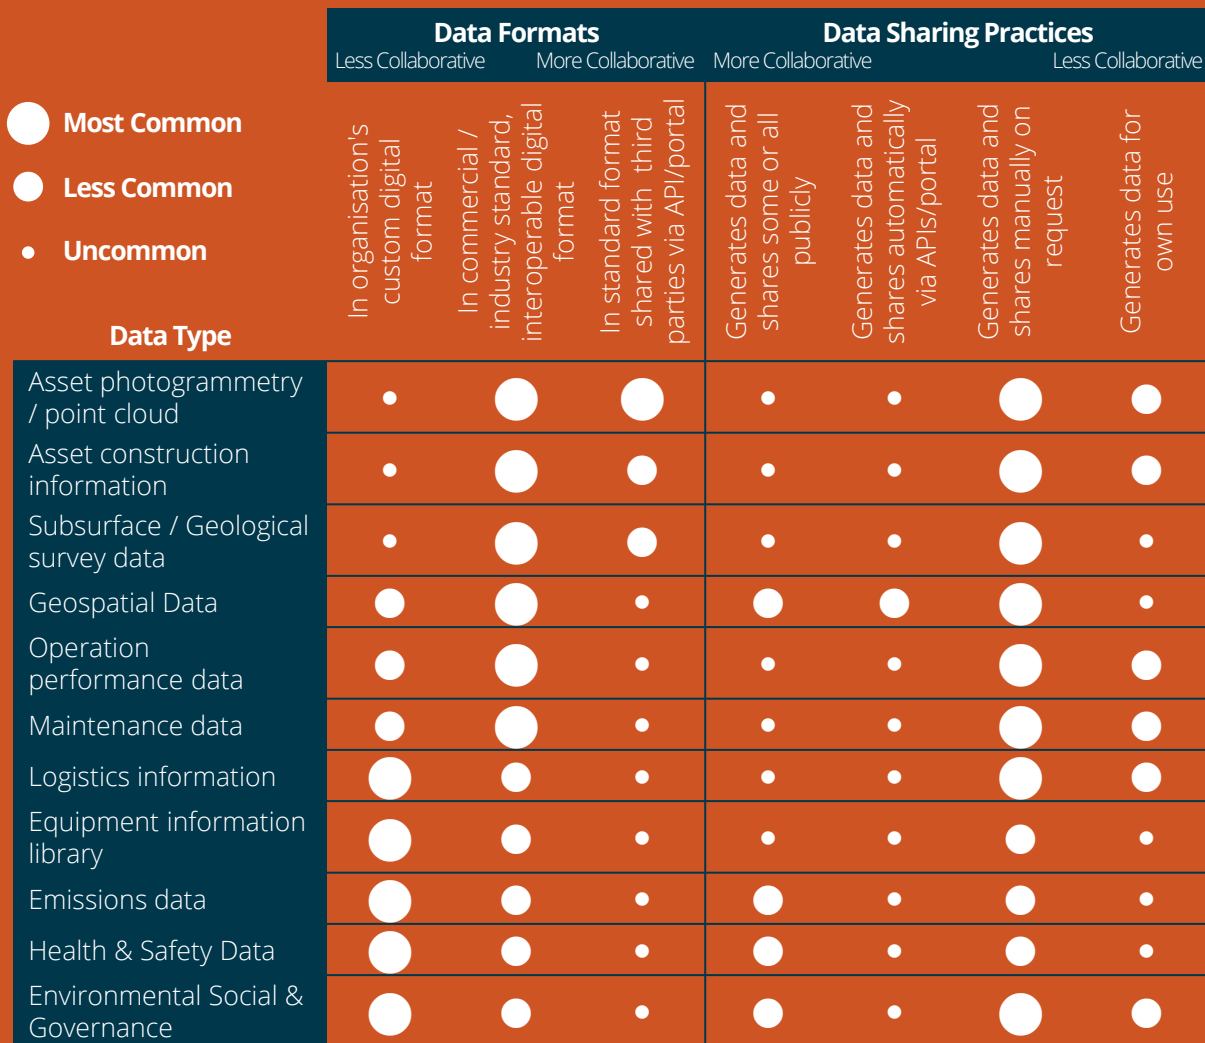 Data Formats
Less Collaborative
More Collaborative
Data Sharing Practices
More Collaborative
Less Collaborative
Most Common
Less Common
Uncommon
Data Type
In organisation's
custom digital
format
In commercial /
industry standard,
interoperable digital
format
In standard format
shared with third
parties via API/portal
Generates data and
shares some or all
publicly
Generates data and
shares automatically
via APIs/portal
Generates data and
shares manually on
request
Generates data for
own use
Asset photogrammetry
/ point cloud
Asset construction
information
Subsurface / Geological
survey data
Geospatial Data
Operation
performance data
Maintenance data
Logistics information
Equipment information
library
Emissions data
Health & Safety Data
Environmental Social &
Governance